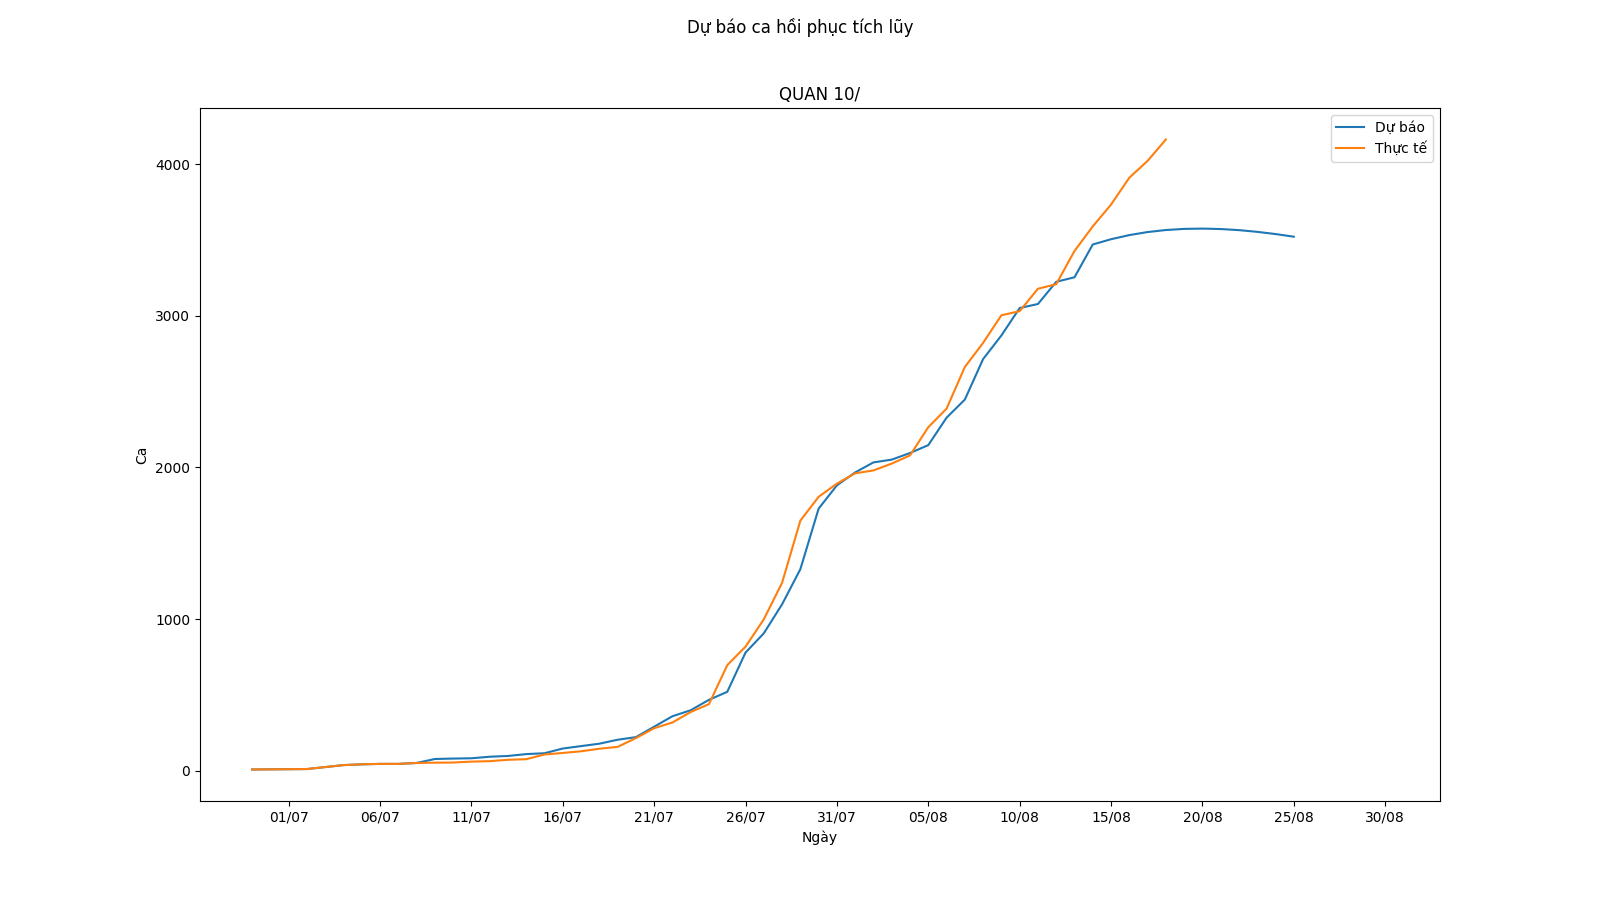 Dự báo ca hồi phục tích lũy
QUAN 10/
Dự báo
Thực tế
Ca
4000
3000
2000
1000
0
01/07 06/07 11/07 16/07 21/07 26/07 31/07 05/08 10/08 15/08 20/08 25/08 30/08
Ngày